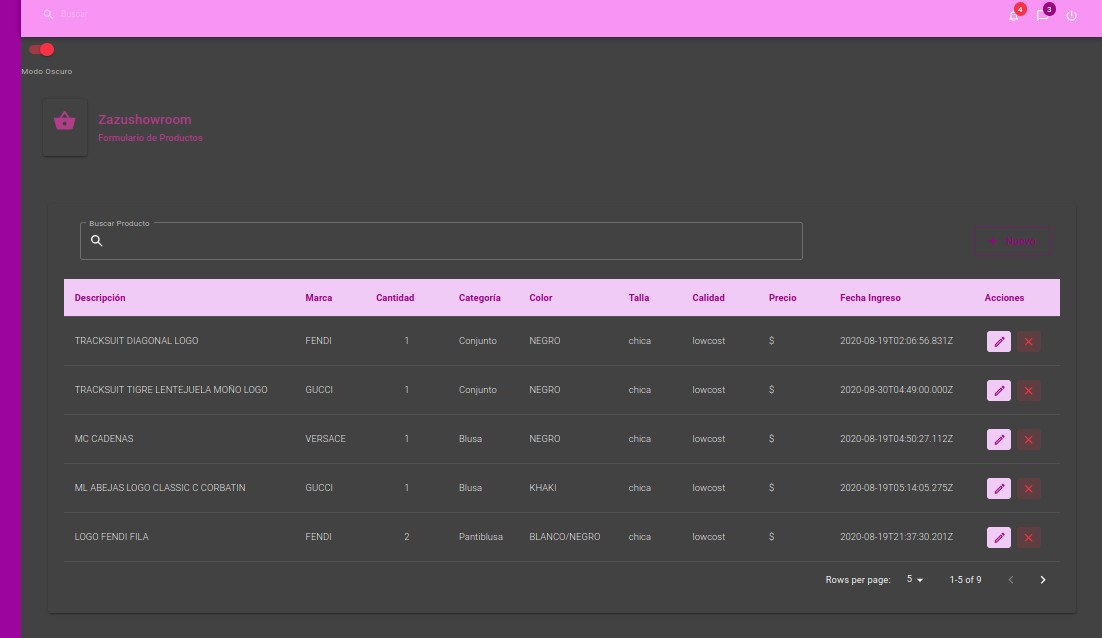 Buscar
4
3
Modo Oscuro
Zazushowroom
Formulario de Productos
Buscar Producto
Descripción Marca Cantidad Categoría Color Talla Calidad Precio Fecha Ingreso Acciones
TRACKSUIT DIAGONAL LOGO FENDI 1 Conjunto NEGRO chica lowcost $ 2020-08-19T02:06:56.831Z
TRACKSUIT TIGRE LENTEJUELA MOÑO LOGO GUCCI 1 Conjunto NEGRO chica lowcost $ 2020-08-30T04:49:00.000Z
MC CADENAS VERSACE 1 Blusa NEGRO chica lowcost $ 2020-08-19T04:50:27.112Z
ML ABEJAS LOGO CLASSIC C CORBATIN GUCCI 1 Blusa KHAKI chica lowcost $ 2020-08-19T05:14:05.275Z
LOGO FENDI FILA FENDI 2 Pantiblusa BLANCO/NEGRO chica lowcost $ 2020-08-19T21:37:30.201Z
Rows per page: 5 1-5 of 9